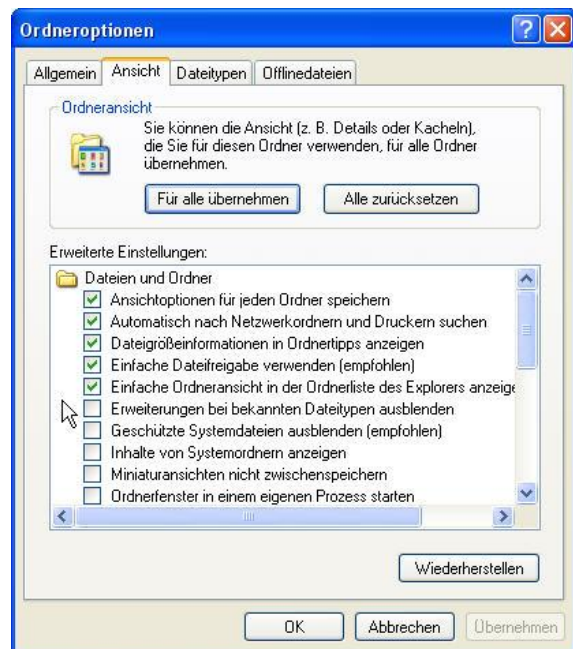 Ordneroptionen
Allgemein Ansicht Dateitypen Offlinedateien
Ordneransicht
Sie können die Ansicht (z. B. Details oder Kacheln),
die Sie für diesen Ordner verwenden, für alle Ordner
übernehmen.
Für alle übernehmen Alle zurücksetzen
Erweiterte Einstellungen:
Dateien und Ordner
Ansichtoptionen für jeden Ordner speichern
Automatisch nach Netzwerkordnern und Druckern suchen
Dateigrößeinformationen in Ordnertipps anzeigen
Einfache Dateifreigabe verwenden (empfohlen)
Einfache Ordneransicht in der Ordnerliste des Explorers anzeige
Erweiterungen bei bekannten Dateitypen ausblenden
Geschützte Systemdateien ausblenden (empfohlen)
Inhalte von Systemordnern anzeigen
Miniaturansichten nicht zwischenspeichern
Ordnerfenster in einem eigenen Prozess starten
Wiederherstellen
OK Abbrechen Übernehmen